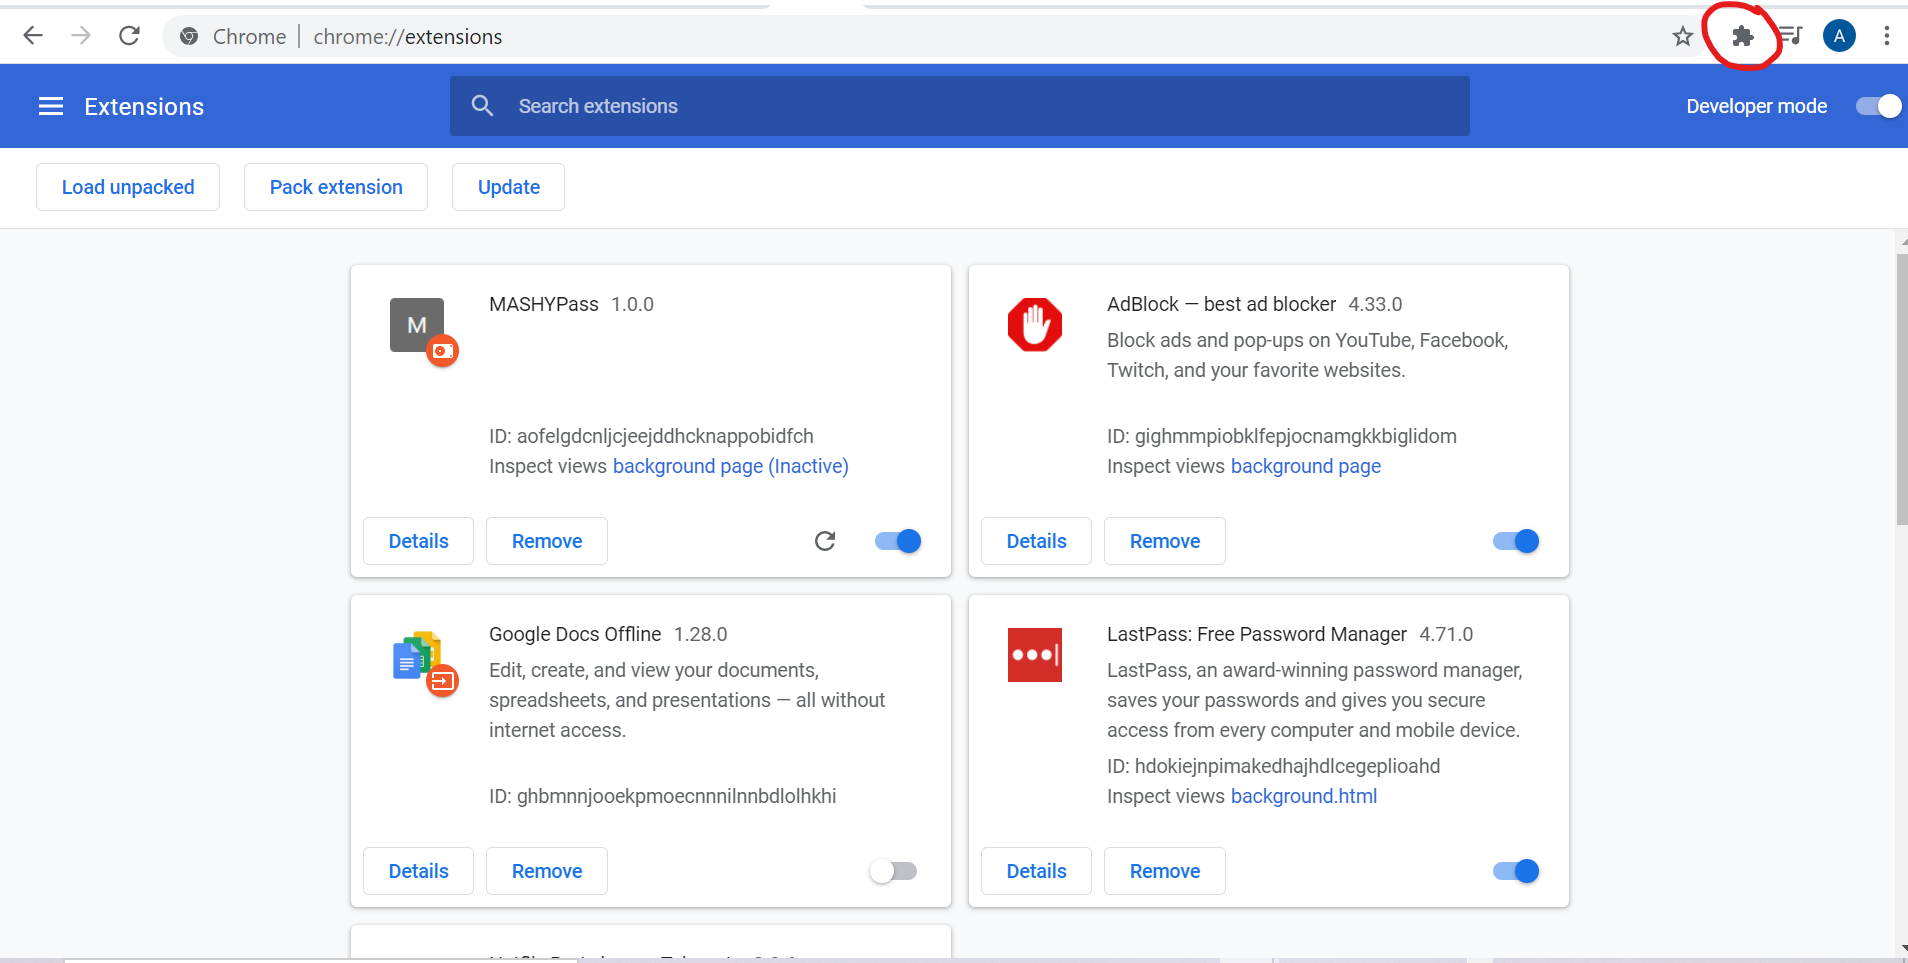 Chrome | chrome://extensions
A
Extensions
Search extensions
Developer mode
Load unpacked
Pack extension
Update
M
MASHYPass 1.0.0
ID: aofelgdcnljcjeejddhcknappobidfch
Inspect views background page (Inactive)
Details
Remove
AdBlock — best ad blocker 4.33.0
Block ads and pop-ups on YouTube, Facebook,
Twitch, and your favorite websites.
ID: gighmmpiobklfepjocnamgkkbiglidom
Inspect views background page
Details
Remove
Google Docs Offline 1.28.0
Edit, create, and view your documents,
spreadsheets, and presentations — all without
internet access.
ID: ghbmnnjooekpmoecnnnilnnbdlolhkhi
Details
Remove
LastPass: Free Password Manager 4.71.0
LastPass, an award-winning password manager,
saves your passwords and gives you secure
access from every computer and mobile device.
ID: hdokiejnpimakedhajhdlcegeplioahd
Inspect views background.html
Details
Remove